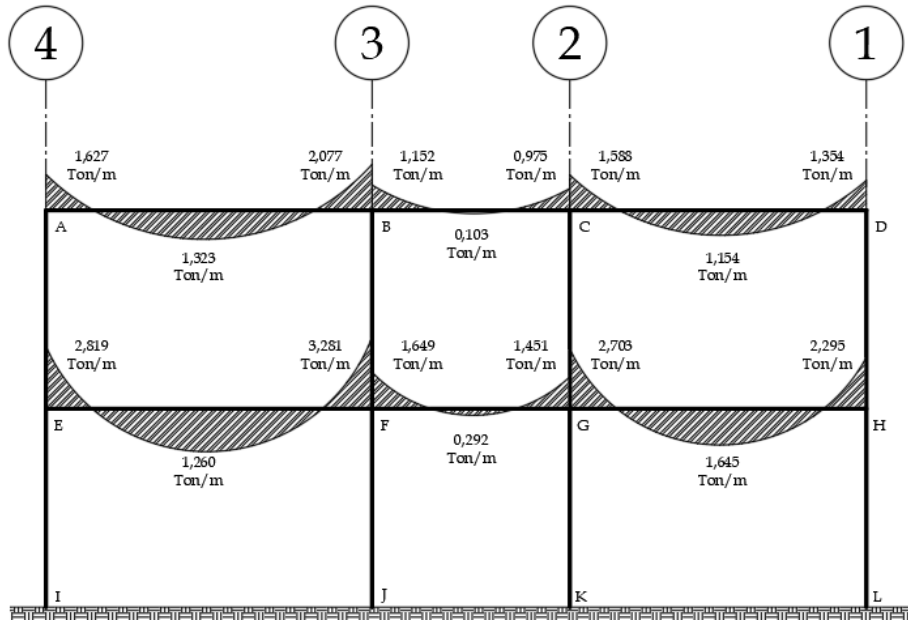 4 3 2 1
1,627 2,077 1,152 0,975 1,588 1,354
Ton/m Ton/m Ton/m Ton/m Ton/m Ton/m
A B C D
0,103
Ton/m
1,323 1,154
Ton/m Ton/m
2,819 3,281 1,649 1,451 2,703 2,295
Ton/m Ton/m Ton/m Ton/m Ton/m Ton/m
E F G H
0,292
Ton/m
1,260 1,645
Ton/m Ton/m
I J K L